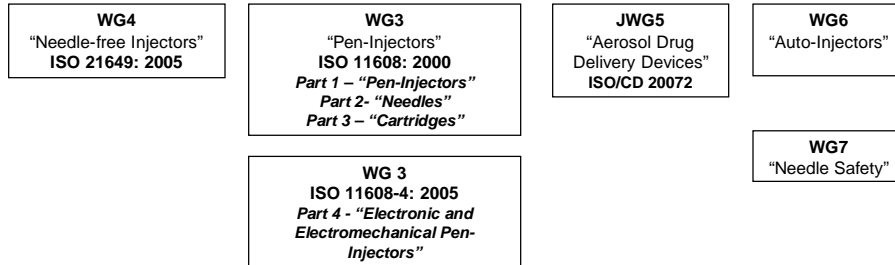 WG4
“Needle-free Injectors”
ISO 21649: 2005
WG3
“Pen-Injectors”
ISO 11608: 2000
Part 1 – “Pen-Injectors”
Part 2- “Needles”
Part 3 – “Cartridges”
WG 3
ISO 11608-4: 2005
Part 4 - “Electronic and
Electromechanical Pen-
Injectors”
JWG5
“Aerosol Drug
Delivery Devices”
ISO/CD 20072
WG6
“Auto-Injectors”
WG7
“Needle Safety”